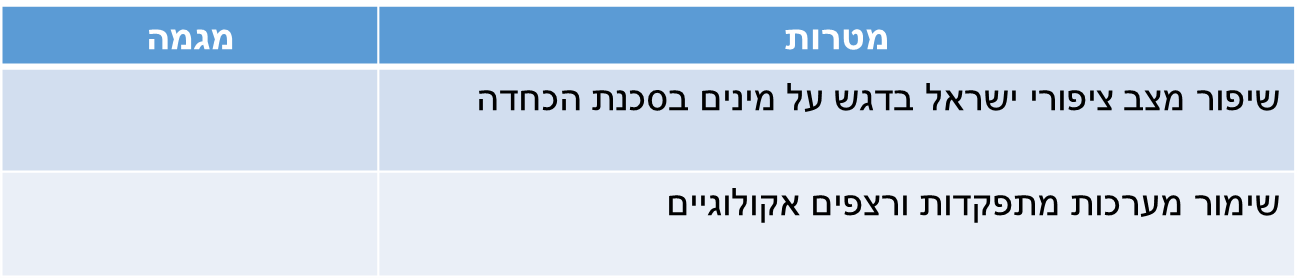 מטרות
מגמה
שיפור מצב ציפורי ישראל בדגש על מינים בסכנת הכחדה
שימור מערכות מתפקדות ורצפים אקולוגיים